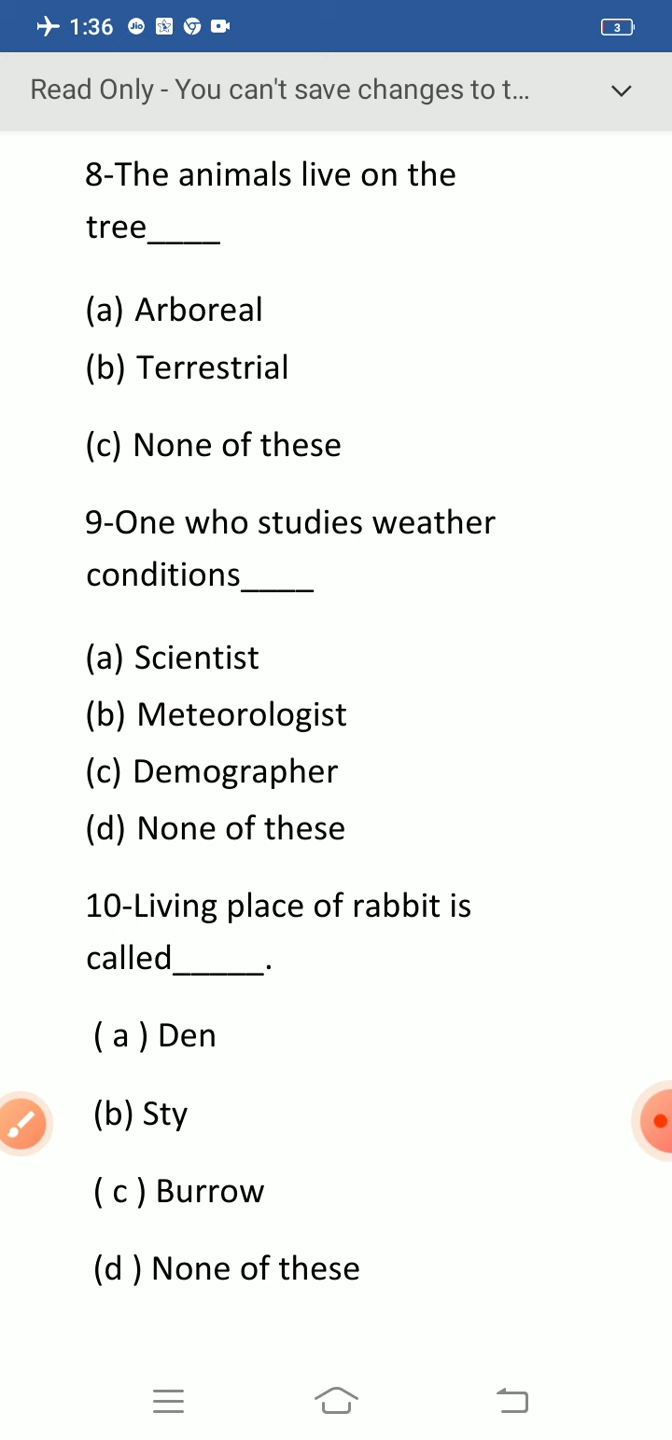 1:36
Jio
3
Read Only - You can't save changes to t...
8-The animals live on the
tree____
(a) Arboreal
(b) Terrestrial
(c) None of these
9-One who studies weather
conditions____
(a) Scientist
(b) Meteorologist
(c) Demographer
(d) None of these
10-Living place of rabbit is
called_____.
( a ) Den
(b) Sty
( c ) Burrow
(d ) None of these